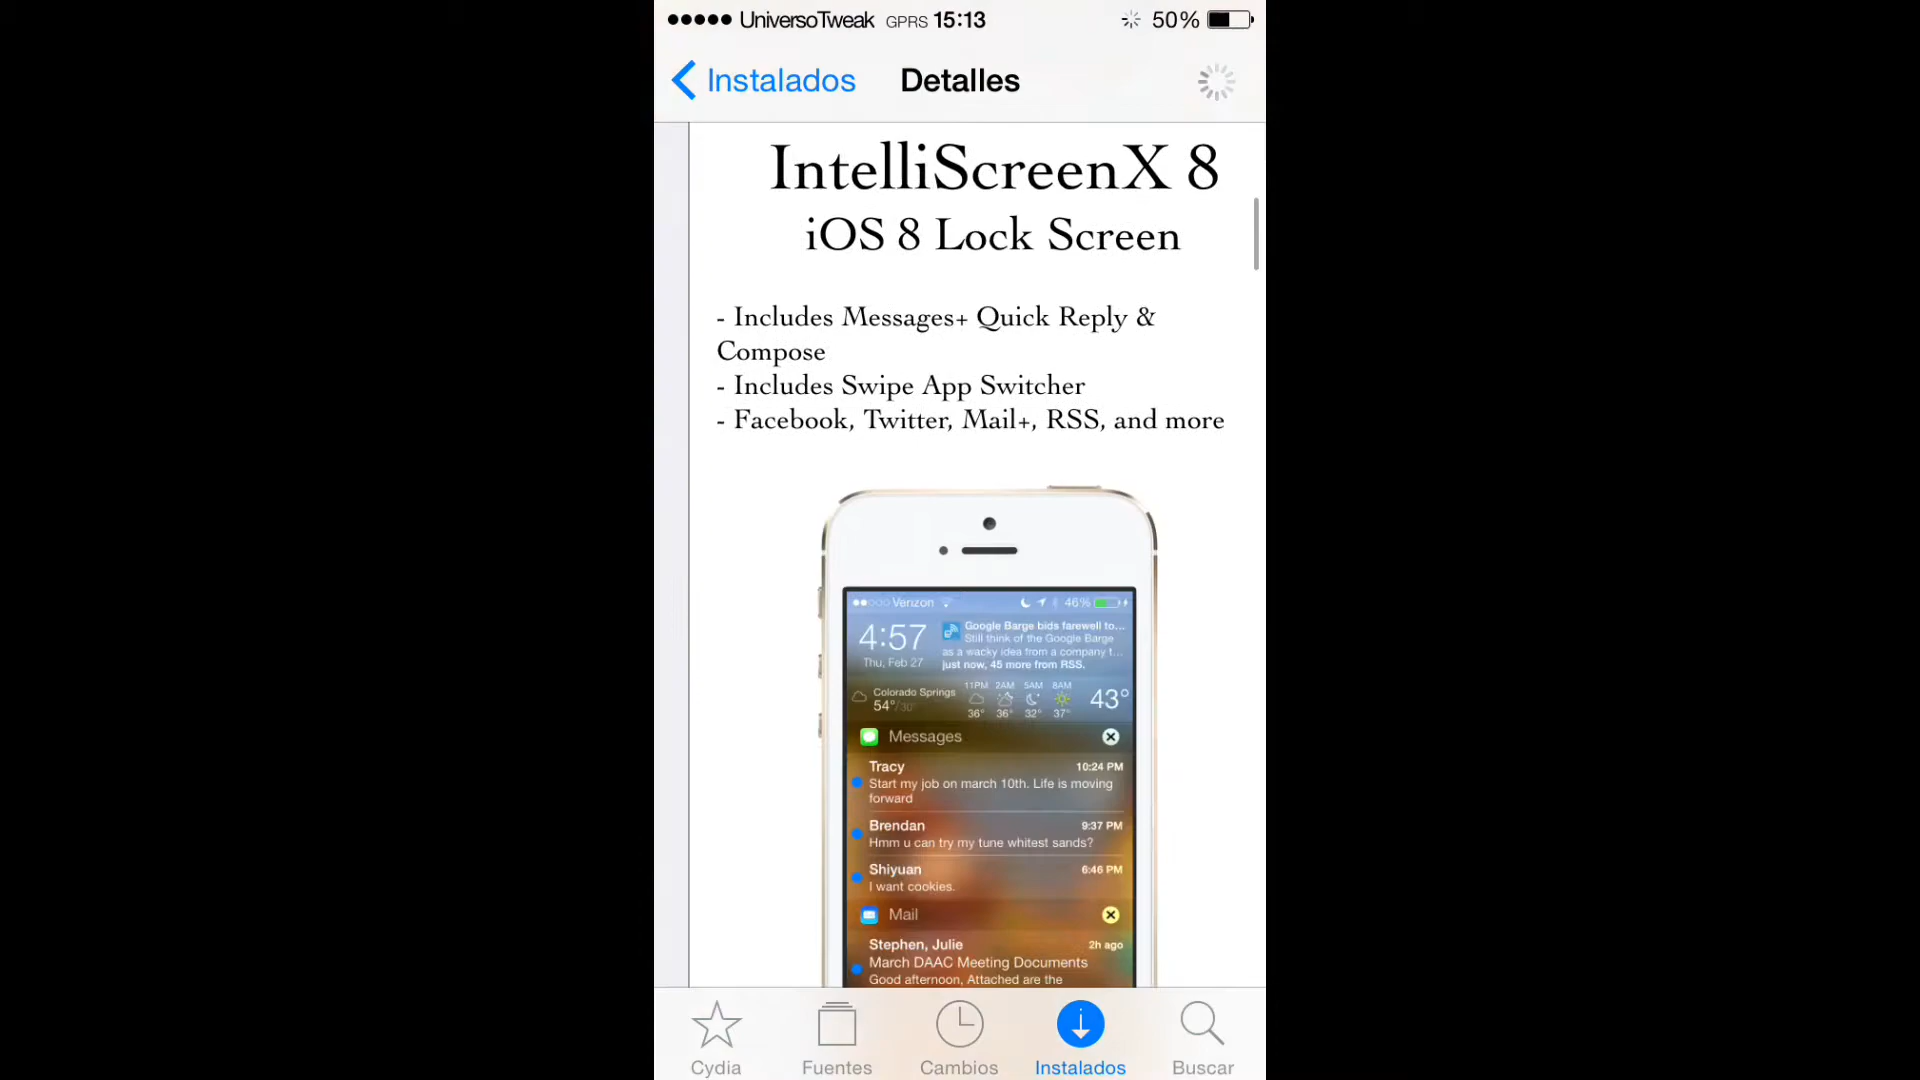 UniversoTweak GPRS 15:13 50%
Instalados Detalles
IntelliScreenX 8
iOS 8 Lock Screen
- Includes Messages+ Quick Reply &
Compose
- Includes Swipe App Switcher
- Facebook, Twitter, Mail+, RSS, and more
Verizon 46%
4:57
Thu, Feb 27
Google Barge bids farewell to...
Still think of the Google Barge
as a wacky idea from a company t...
just now, 45 more from RSS.
Colorado Springs
54°/30°
11PM 2AM 5AM 8AM
36° 36° 32° 37°
43°
Messages
Tracy 10:24 PM
Start my job on march 10th. Life is moving
forward
Brendan 9:37 PM
Hmm u can try my tune whitest sands?
Shiyuan 6:46 PM
I want cookies.
Mail
Stephen, Julie 2h ago
March DAAC Meeting Documents
Good afternoon, Attached are the
Cydia Fuentes Cambios Instalados Buscar